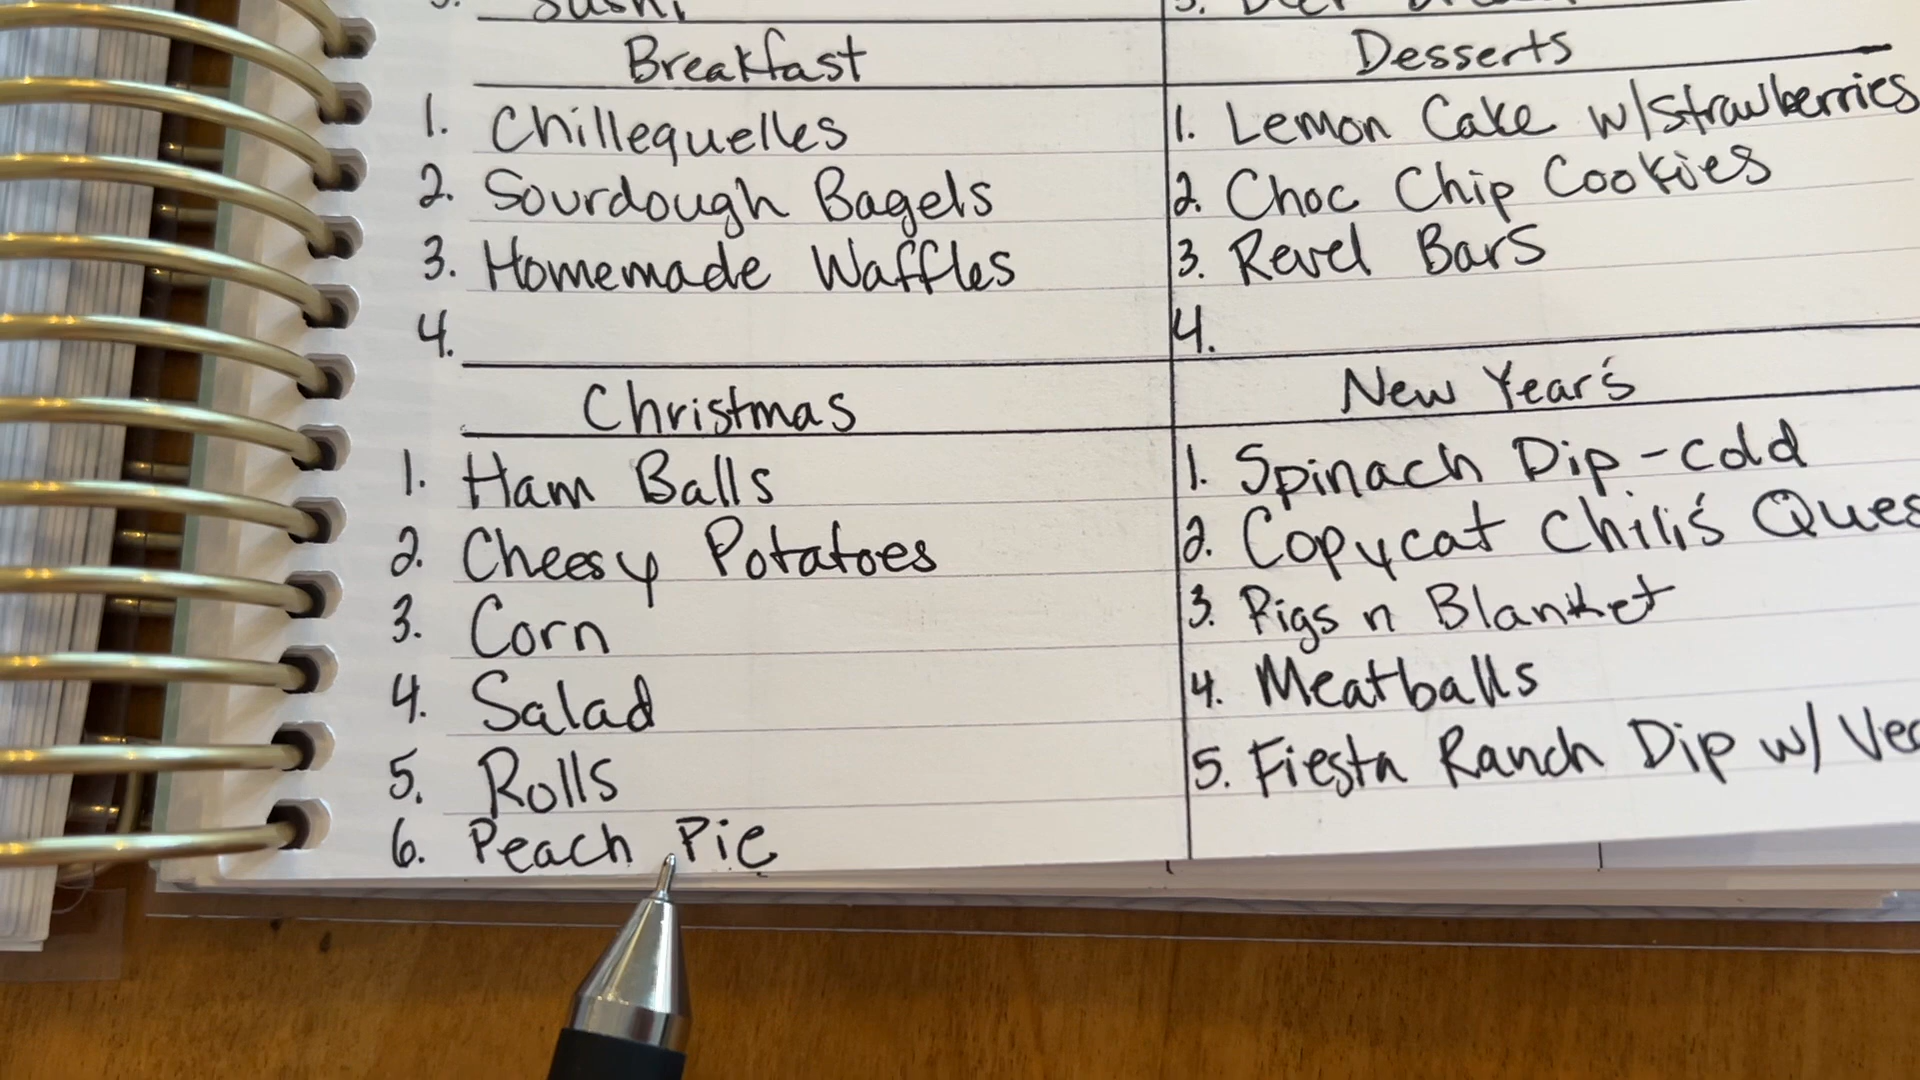 Sushi
Breakfast
1. Chillequelles
2. Sourdough Bagels
3. Homemade Waffles
4.
Christmas
1. Ham Balls
2. Cheesy Potatoes
3. Corn
4. Salad
5. Rolls
6. Peach Pie
Desserts
1. Lemon Cake w/strawberries
2. Choc Chip Cookies
3. Revel Bars
4.
New Year's
1. Spinach Dip - cold
2. Copycat Chili's Ques
3. Pigs n Blanket
4. Meatballs
5. Fiesta Ranch Dip w/